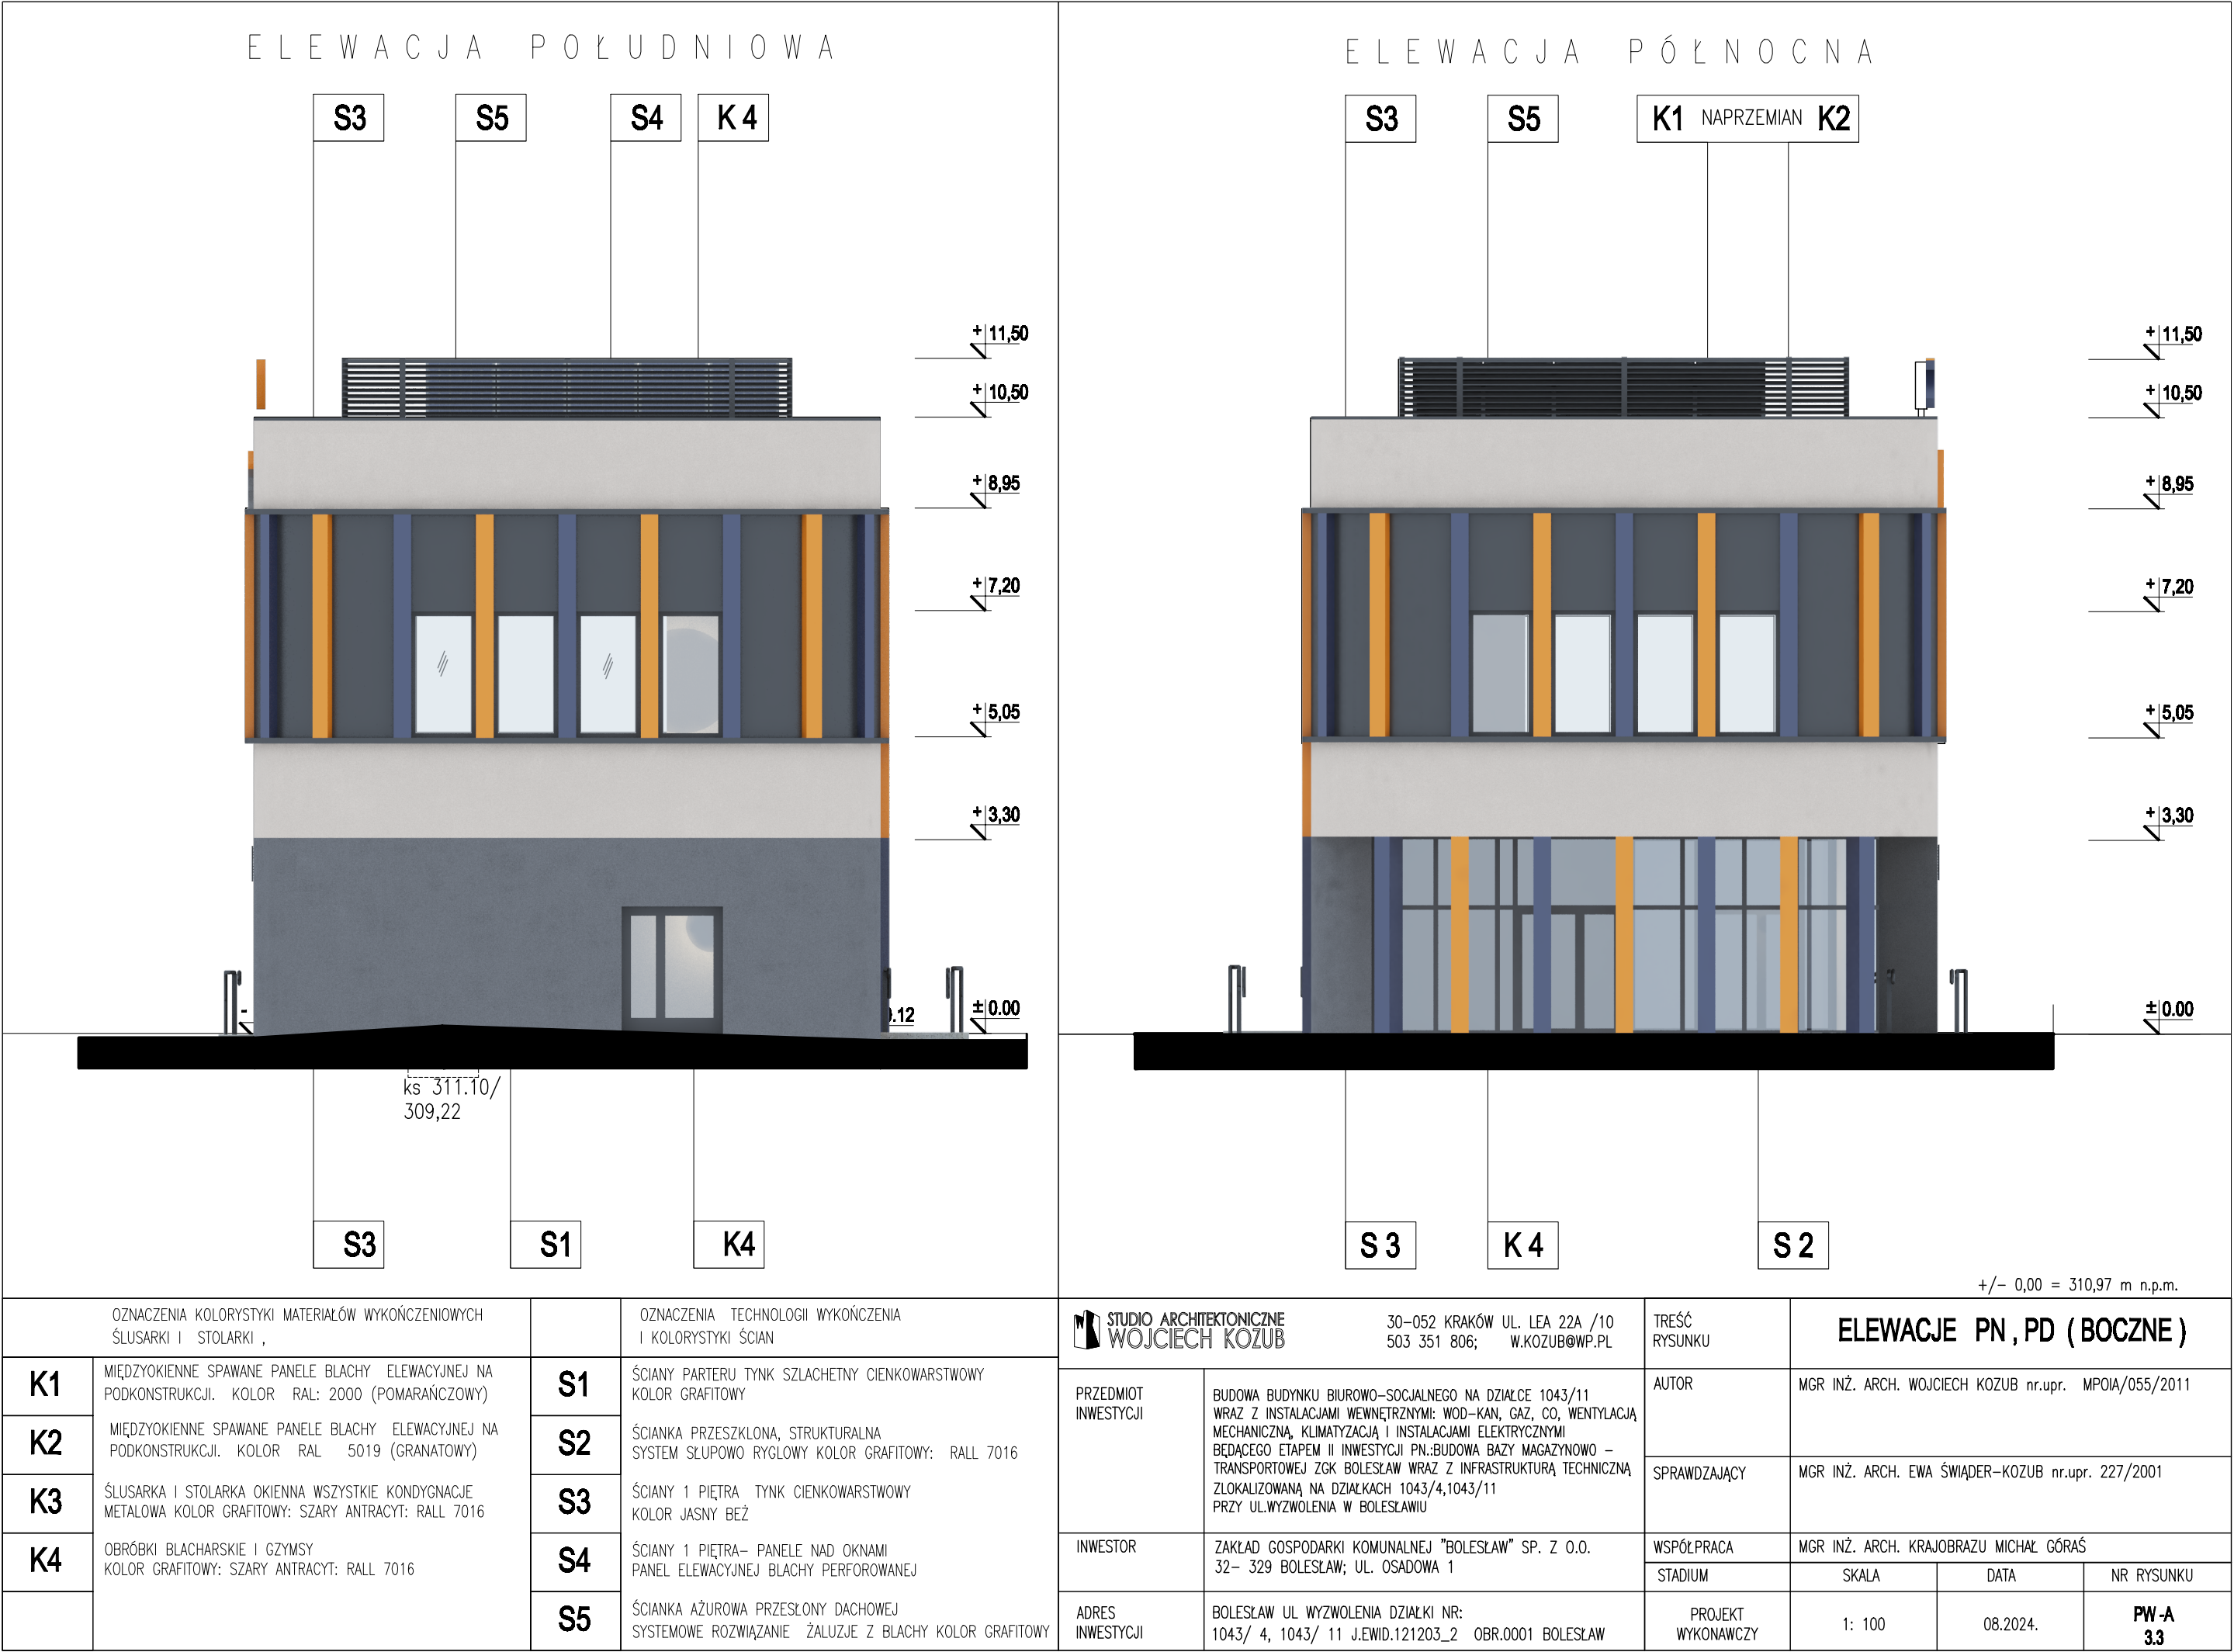 ELEWACJA POŁUDNIOWA
S3 S5 S4 K 4
+ 11,50
+ 10,50
+ 8,95
+ 7,20
+ 5,05
+ 3,30
.12
± 0.00
ks 311.10/
309,22
S3 S1 K4
ELEWACJA PÓŁNOCNA
S3 S5 K1 NAPRZEMIAN K2
+ 11,50
+ 10,50
+ 8,95
+ 7,20
+ 5,05
+ 3,30
± 0.00
S 3 K 4 S 2
+/- 0,00 = 310,97 m n.p.m.
OZNACZENIA KOLORYSTYKI MATERIAŁÓW WYKOŃCZENIOWYCH
ŚLUSARKI I STOLARKI ,
K1
MIĘDZYOKIENNE SPAWANE PANELE BLACHY ELEWACYJNEJ NA
PODKONSTRUKCJI. KOLOR RAL: 2000 (POMARAŃCZOWY)
K2
MIĘDZYOKIENNE SPAWANE PANELE BLACHY ELEWACYJNEJ NA
PODKONSTRUKCJI. KOLOR RAL 5019 (GRANATOWY)
K3
ŚLUSARKA I STOLARKA OKIENNA WSZYSTKIE KONDYGNACJE
METALOWA KOLOR GRAFITOWY: SZARY ANTRACYT: RALL 7016
K4
OBRÓBKI BLACHARSKIE I GZYMSY
KOLOR GRAFITOWY: SZARY ANTRACYT: RALL 7016
OZNACZENIA TECHNOLOGII WYKOŃCZENIA
I KOLORYSTYKI ŚCIAN
S1
ŚCIANY PARTERU TYNK SZLACHETNY CIENKOWARSTWOWY
KOLOR GRAFITOWY
S2
ŚCIANKA PRZESZKLONA, STRUKTURALNA
SYSTEM SŁUPOWO RYGLOWY KOLOR GRAFITOWY: RALL 7016
S3
ŚCIANY 1 PIĘTRA TYNK CIENKOWARSTWOWY
KOLOR JASNY BEŻ
S4
ŚCIANY 1 PIĘTRA- PANELE NAD OKNAMI
PANEL ELEWACYJNEJ BLACHY PERFOROWANEJ
S5
ŚCIANKA AŻUROWA PRZESŁONY DACHOWEJ
SYSTEMOWE ROZWIĄZANIE ŻALUZJE Z BLACHY KOLOR GRAFITOWY
STUDIO ARCHITEKTONICZNE
WOJCIECH KOZUB
30-052 KRAKÓW UL. LEA 22A /10
503 351 806; W.KOZUB@WP.PL
PRZEDMIOT
INWESTYCJI
BUDOWA BUDYNKU BIUROWO-SOCJALNEGO NA DZIAŁCE 1043/11
WRAZ Z INSTALACJAMI WEWNĘTRZNYMI: WOD-KAN, GAZ, CO, WENTYLACJĄ
MECHANICZNĄ, KLIMATYZACJĄ I INSTALACJAMI ELEKTRYCZNYMI
BĘDĄCEGO ETAPEM II INWESTYCJI PN.:BUDOWA BAZY MAGAZYNOWO -
TRANSPORTOWEJ ZGK BOLESŁAW WRAZ Z INFRASTRUKTURĄ TECHNICZNĄ
ZLOKALIZOWANĄ NA DZIAŁKACH 1043/4,1043/11
PRZY UL.WYZWOLENIA W BOLESŁAWIU
INWESTOR
ZAKŁAD GOSPODARKI KOMUNALNEJ "BOLESŁAW" SP. Z O.O.
32- 329 BOLESŁAW; UL. OSADOWA 1
ADRES
INWESTYCJI
BOLESŁAW UL WYZWOLENIA DZIAŁKI NR:
1043/ 4, 1043/ 11 J.EWID.121203_2 OBR.0001 BOLESŁAW
TREŚĆ
RYSUNKU
ELEWACJE PN , PD ( BOCZNE )
AUTOR
MGR INŻ. ARCH. WOJCIECH KOZUB nr.upr. MPOIA/055/2011
SPRAWDZAJĄCY
MGR INŻ. ARCH. EWA ŚWIĄDER-KOZUB nr.upr. 227/2001
WSPÓŁPRACA
MGR INŻ. ARCH. KRAJOBRAZU MICHAŁ GÓRAŚ
STADIUM SKALA DATA NR RYSUNKU
PROJEKT
WYKONAWCZY
1: 100
08.2024.
PW -A
3.3